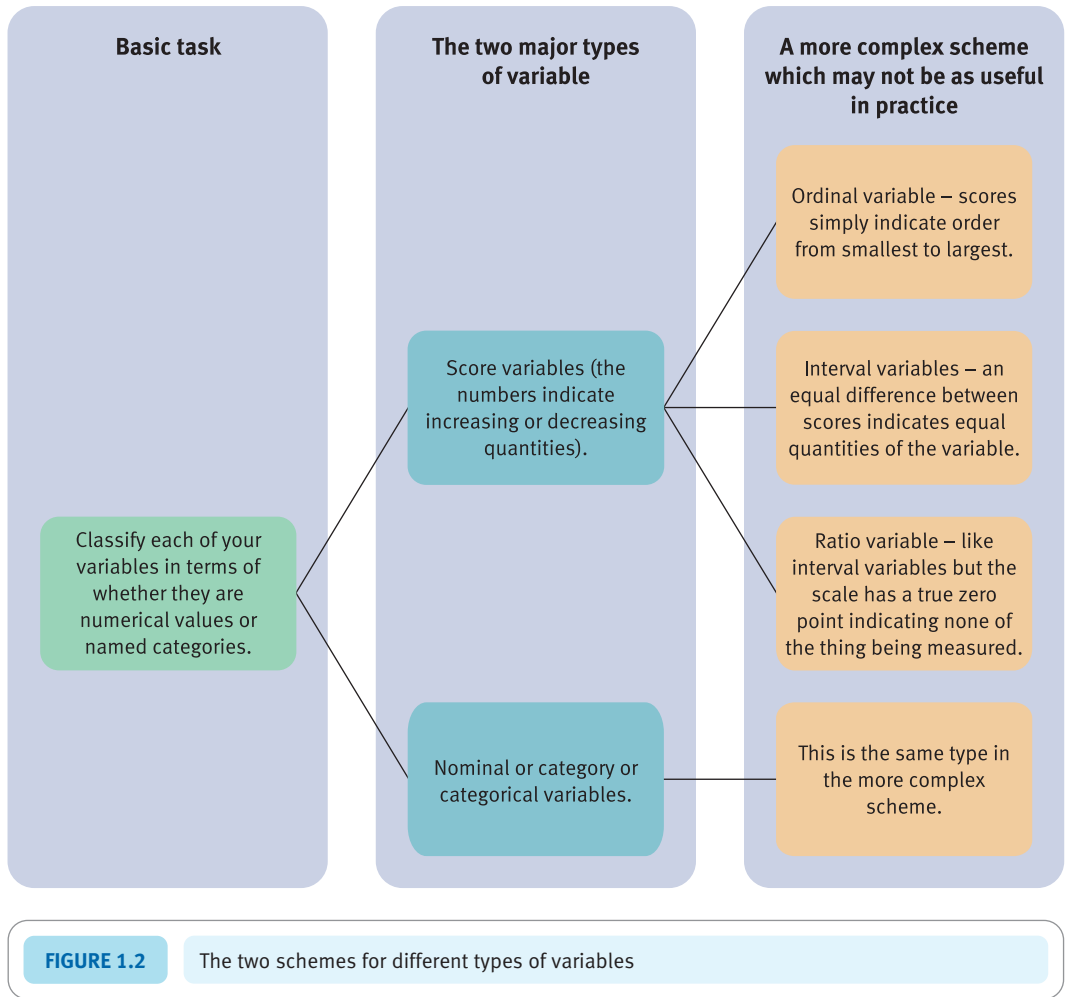 Basic task
The two major types
of variable
A more complex scheme
which may not be as useful
in practice
Classify each of your
variables in terms of
whether they are
numerical values or
named categories.
Score variables (the
numbers indicate
increasing or decreasing
quantities).
Nominal or category or
categorical variables.
Ordinal variable – scores
simply indicate order
from smallest to largest.
Interval variables – an
equal difference between
scores indicates equal
quantities of the variable.
Ratio variable – like
interval variables but the
scale has a true zero
point indicating none of
the thing being measured.
This is the same type in
the more complex
scheme.
FIGURE 1.2
The two schemes for different types of variables